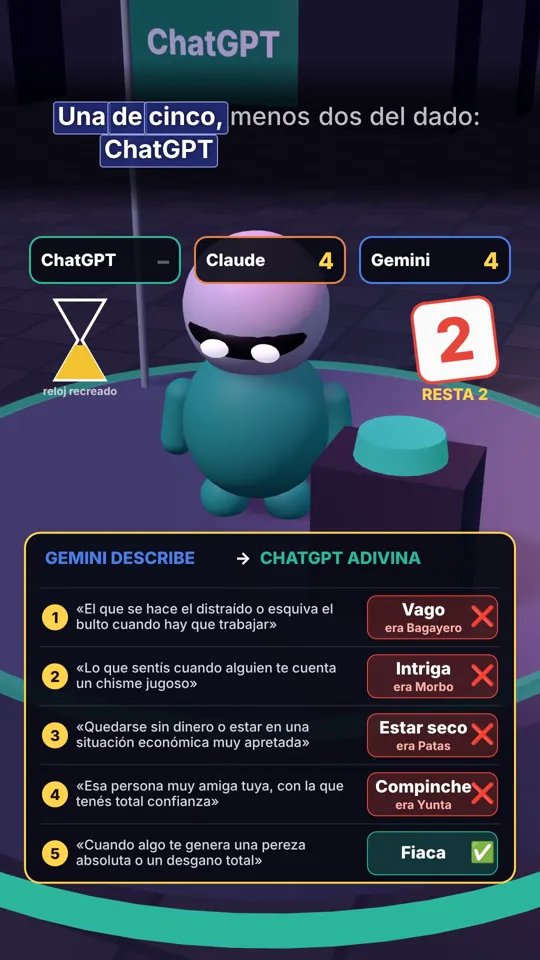 ChatGPT
Una de cinco, menos dos del dado:
ChatGPT
ChatGPT –
Claude 4
Gemini 4
2
reloj recreado
RESTA 2
GEMINI DESCRIBE → CHATGPT ADIVINA
1
«El que se hace el distraído o esquiva el
bulto cuando hay que trabajar»
Vago
era Bagayero
2
«Lo que sentís cuando alguien te cuenta
un chisme jugoso»
Intriga
era Morbo
3
«Quedarse sin dinero o estar en una
situación económica muy apretada»
Estar seco
era Patas
4
«Esa persona muy amiga tuya, con la que
tenés total confianza»
Compinche
era Yunta
5
«Cuando algo te genera una pereza
absoluta o un desgano total»
Fiaca